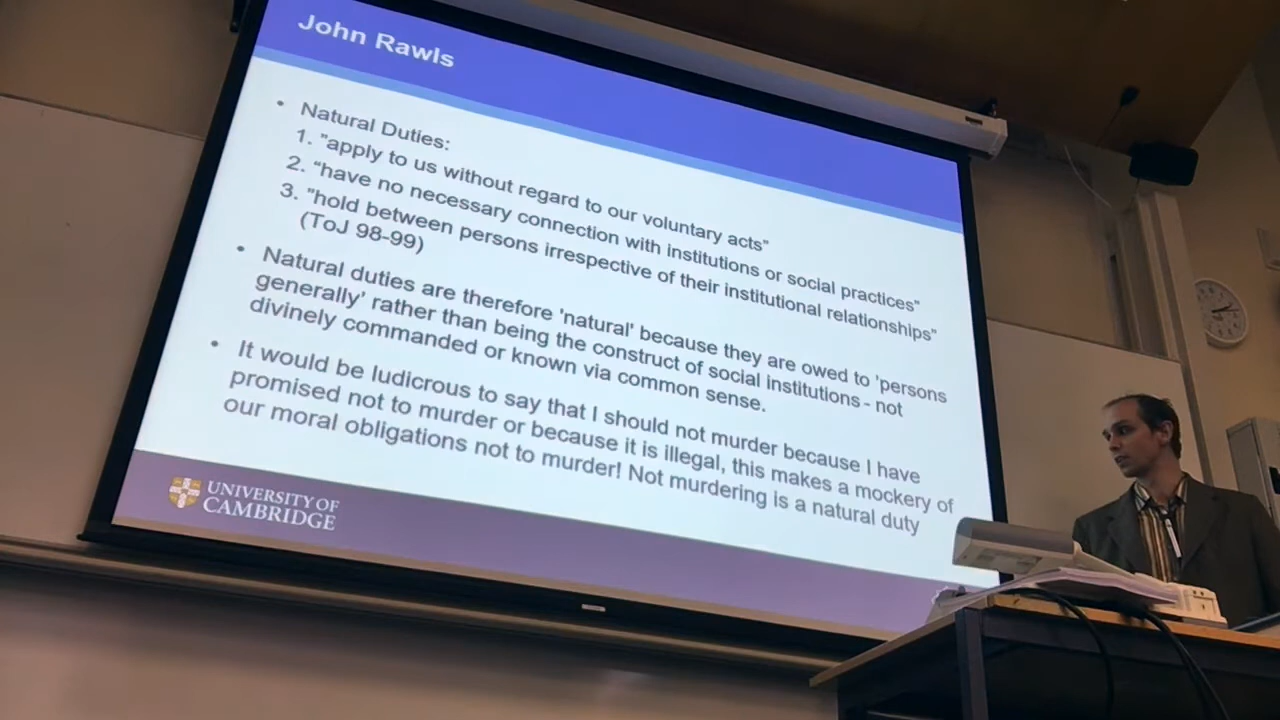 John Rawls
• Natural Duties:
1. "apply to us without regard to our voluntary acts"
2. "have no necessary connection with institutions or social practices"
3. "hold between persons irrespective of their institutional relationships"
(ToJ 98-99)
• Natural duties are therefore 'natural' because they are owed to 'persons
generally' rather than being the construct of social institutions - not
divinely commanded or known via common sense.
• It would be ludicrous to say that I should not murder because I have
promised not to murder or because it is illegal, this makes a mockery of
our moral obligations not to murder! Not murdering is a natural duty
UNIVERSITY OF
CAMBRIDGE